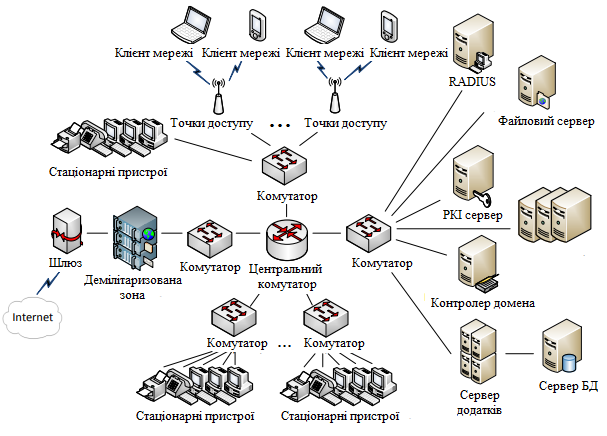 Клієнт мережі
Клієнт мережі
Клієнт мережі
Клієнт мережі
RADIUS
Файловий сервер
Точки доступу
...
Точки доступу
Стаціонарні пристрої
Комутатор
PKI сервер
Шлюз
Демілітаризована
зона
Комутатор
Центральний
комутатор
Комутатор
Контролер домена
Internet
Комутатор
...
Комутатор
Сервер
додатків
Сервер БД
Стаціонарні пристрої
Стаціонарні пристрої